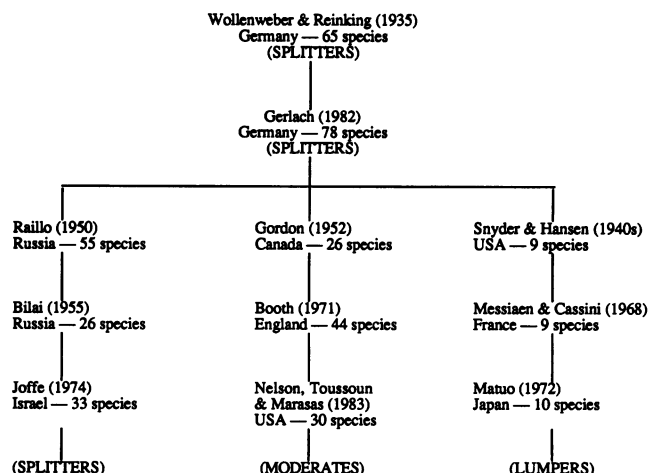 Wollenweber & Reinking (1935)
Germany — 65 species
(SPLITTERS)
Gerlach (1982)
Germany — 78 species
(SPLITTERS)
Raillo (1950)
Russia — 55 species
Gordon (1952)
Canada — 26 species
Snyder & Hansen (1940s)
USA — 9 species
Bilai (1955)
Russia — 26 species
Booth (1971)
England — 44 species
Messiaen & Cassini (1968)
France — 9 species
Joffe (1974)
Israel — 33 species
Nelson, Toussoun
& Marasas (1983)
USA — 30 species
Matuo (1972)
Japan — 10 species
(SPLITTERS)
(MODERATES)
(LUMPERS)